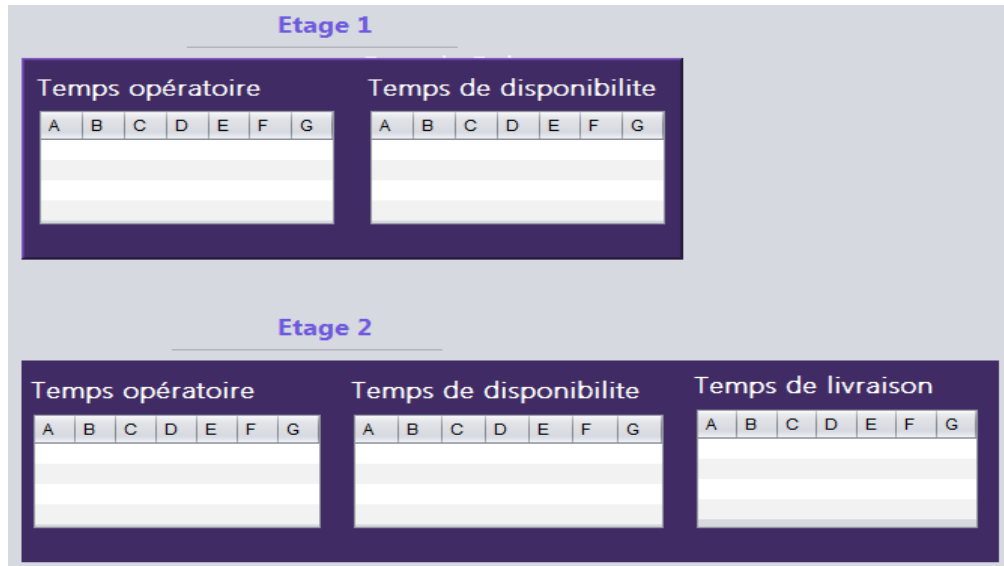 Etage 1
Temps opératoire
A B C D E F G
Temps de disponibilite
A B C D E F G
Etage 2
Temps opératoire
A B C D E F G
Temps de disponibilite
A B C D E F G
Temps de livraison
A B C D E F G